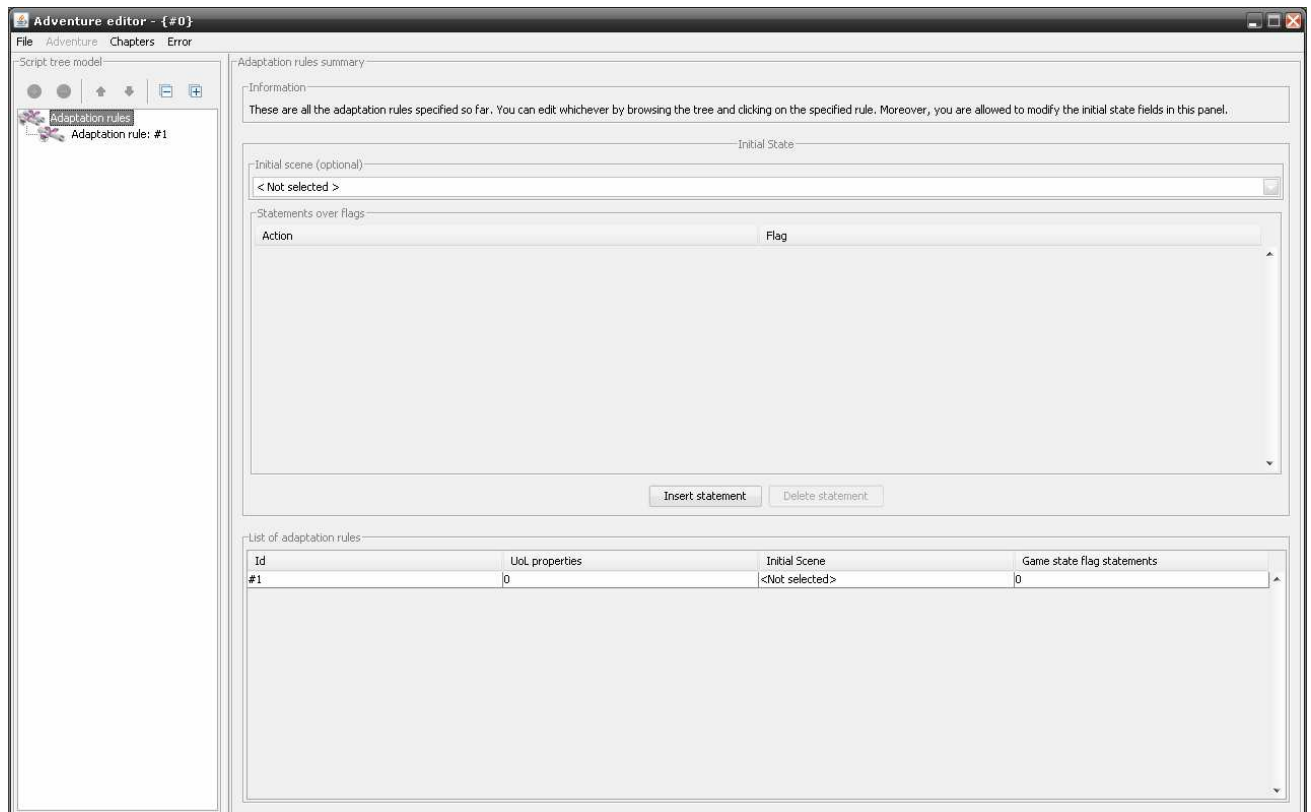 Adventure editor - {#0}
File Adventure Chapters Error
Script tree model
Adaptation rules
Adaptation rule: #1
Adaptation rules summary
Information
These are all the adaptation rules specified so far. You can edit whichever by browsing the tree and clicking on the specified rule. Moreover, you are allowed to modify the initial state fields in this panel.
Initial State
Initial scene (optional)
< Not selected >
Statements over flags
Action Flag
Insert statement Delete statement
List of adaptation rules
Id UoL properties Initial Scene Game state flag statements
#1 0 <Not selected> 0